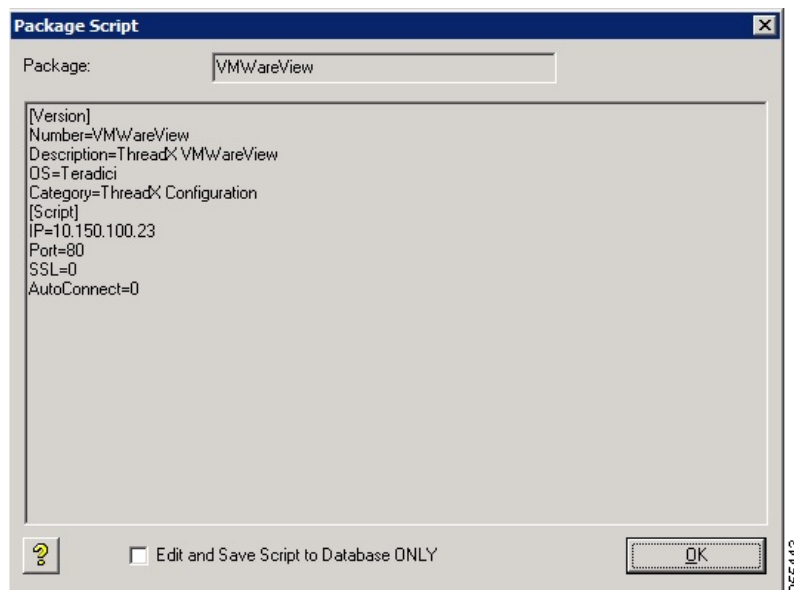 Package Script
Package: VMWareView
[Version]
Number=VMWareView
Description=ThreadX VMWareView
OS=Teradici
Category=ThreadX Configuration
[Script]
IP=10.150.100.23
Port=80
SSL=0
AutoConnect=0
? Edit and Save Script to Database ONLY OK